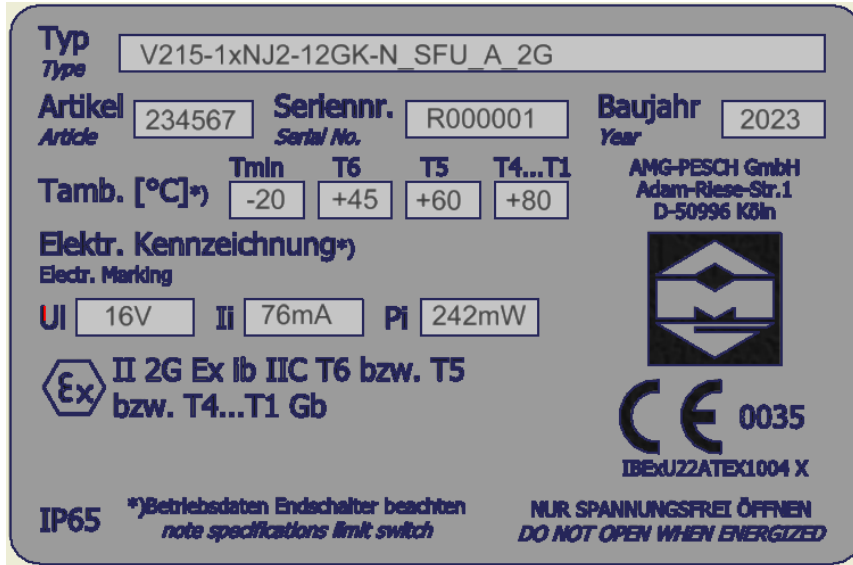 Typ V215-1xNJ2-12GK-N_SFU_A_2G
Type
Artikel 234567 Seriennr. R000001 Baujahr 2023
Article Serial No. Year
Tmin T6 T5 T4...T1
Tamb. [°C]*) -20 +45 +60 +80
AMG-PESCH GmbH
Adam-Riese-Str.1
D-50996 Köln
Elektr. Kennzeichnung*)
Electr. Marking
UI 16V Ii 76mA Pi 242mW
Ex II 2G Ex ib IIC T6 bzw. T5
bzw. T4...T1 Gb
CE 0035
IBExU22ATEX1004 X
IP65 *)Betriebsdaten Endschalter beachten
note specifications limit switch
NUR SPANNUNGSFREI ÖFFNEN
DO NOT OPEN WHEN ENERGIZED